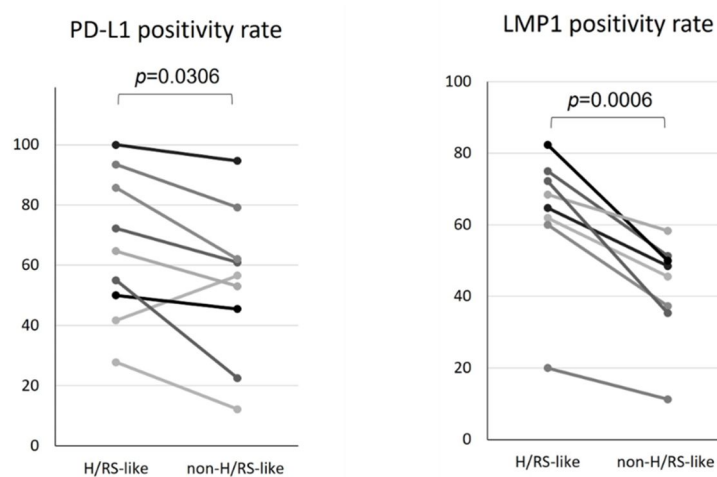 PD-L1 positivity rate
p=0.0306
100
80
60
40
20
0
H/RS-like non-H/RS-like
LMP1 positivity rate
100
p=0.0006
80
60
40
20
0
H/RS-like non-H/RS-like